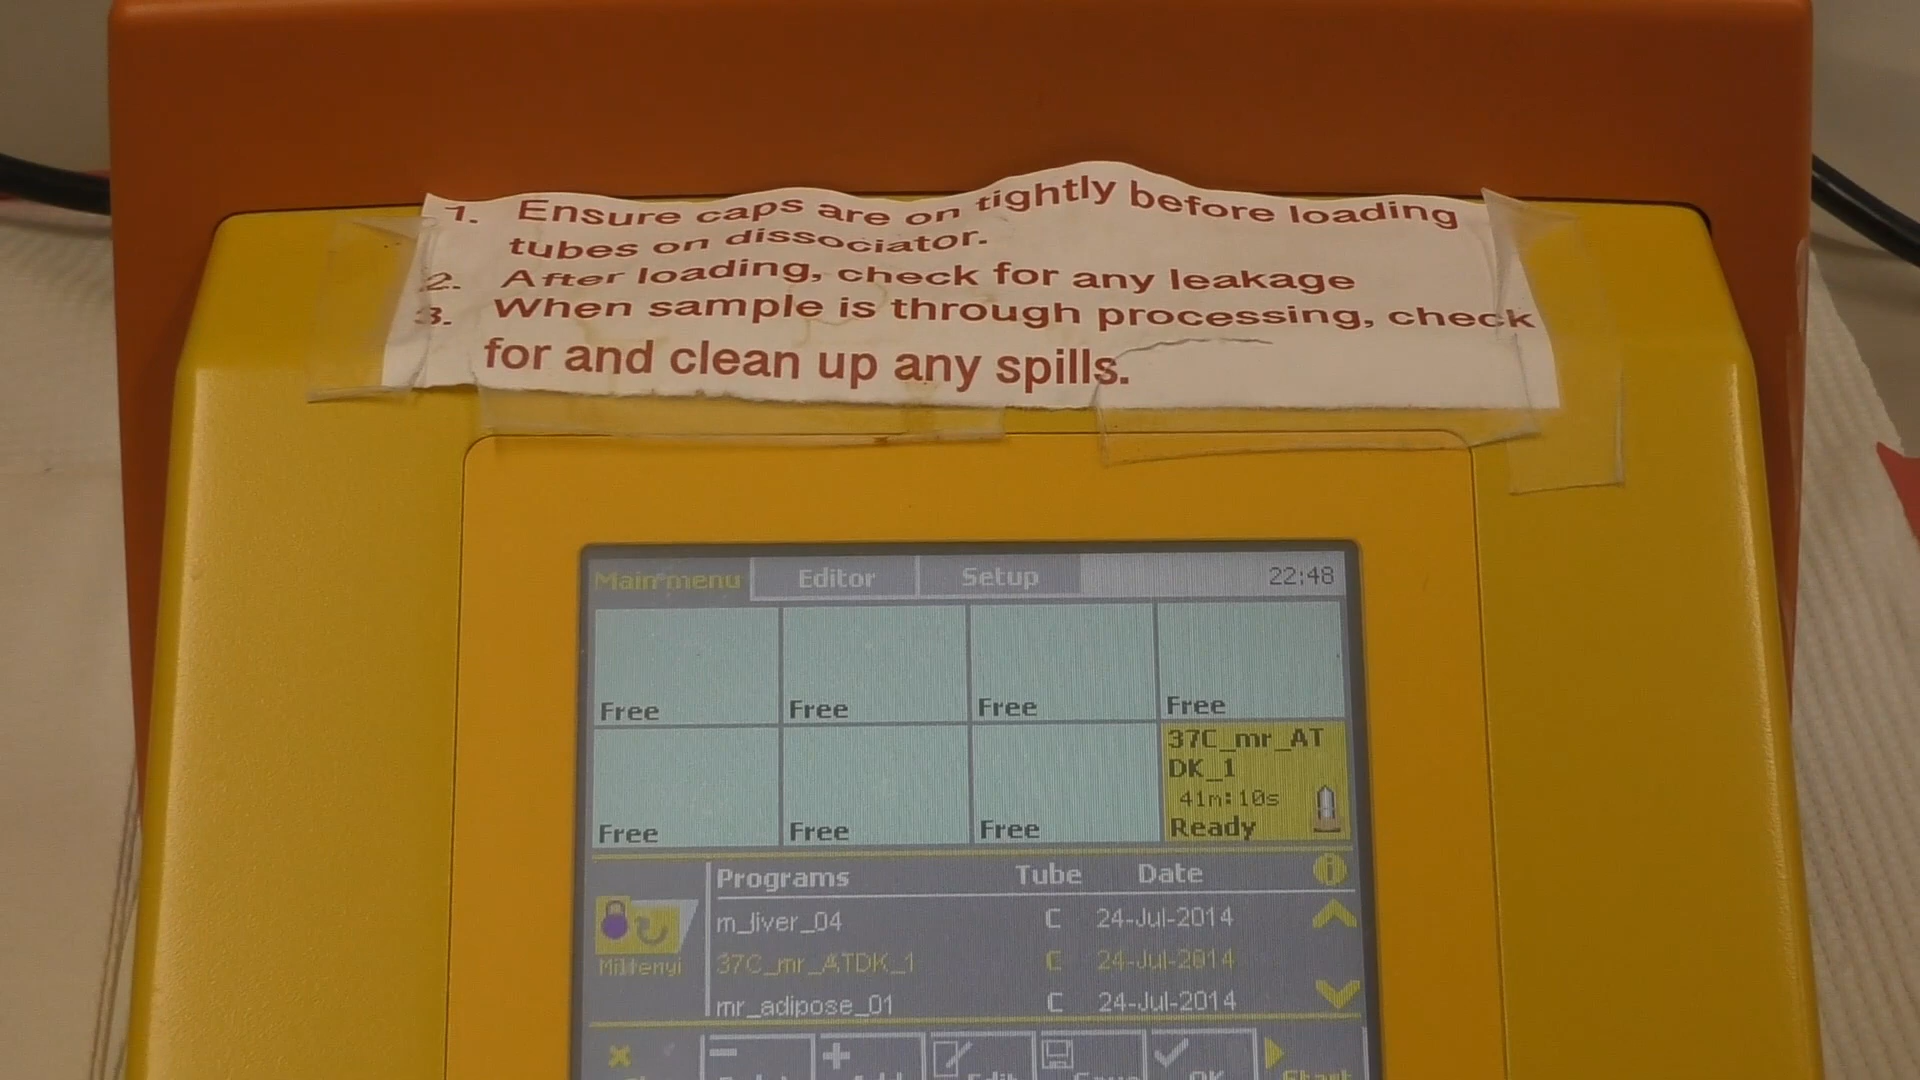 1. Ensure caps are on tightly before loading
tubes on dissociator.
2. After loading, check for any leakage
3. When sample is through processing, check
for and clean up any spills.
Main menu Editor Setup 22:48
Free Free Free Free
37C_mr_AT
DK_1
41m:10s
Free Free Free Ready
Programs Tube Date
m_liver_04 C 24-Jul-2014
Miltenyi 37C_mr_ATDK_1 C 24-Jul-2014
mr_adipose_01 C 24-Jul-2014
OK Start